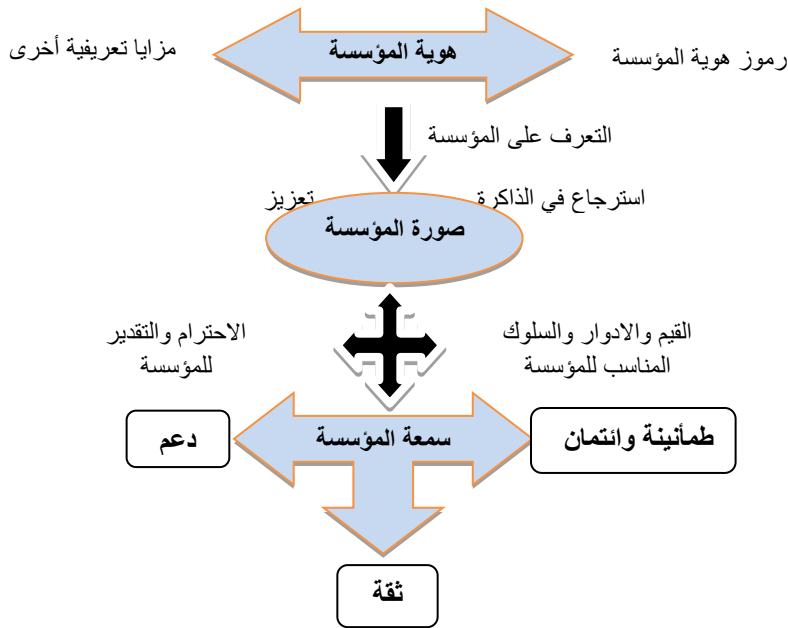 رموز هوية المؤسسة
هوية المؤسسة
مزايا تعريفية أخرى
التعرف على المؤسسة
استرجاع في الذاكرة
تعزيز
صورة المؤسسة
القيم والادوار والسلوك
المناسب للمؤسسة
الاحترام والتقدير
للمؤسسة
طمأنينة وائتمان
سمعة المؤسسة
دعم
ثقة